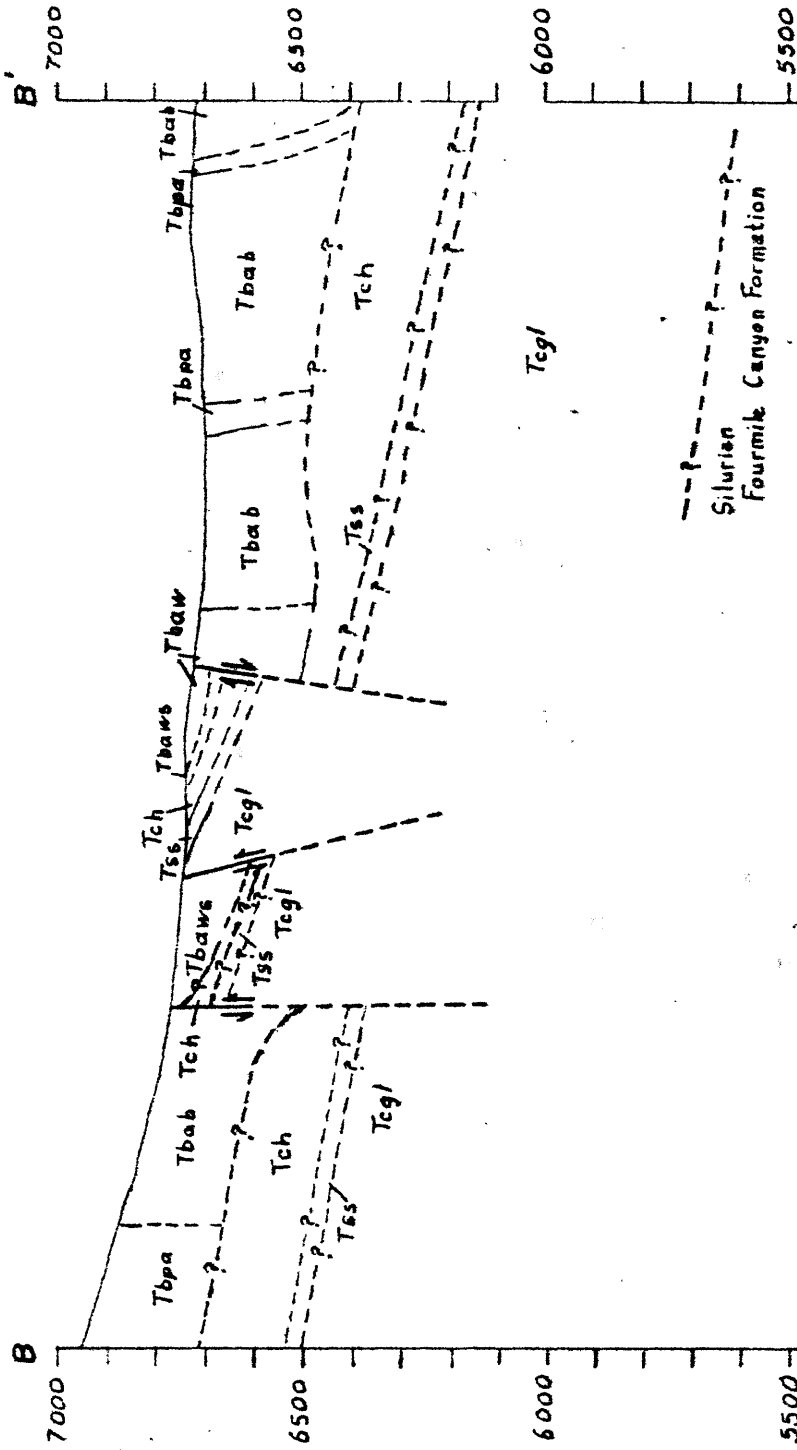 B
B'
7000
6500
6000
5500
7000
6500
6000
5500
Tbpa
Tbab
Tch
Tbaws
Tch
Tss
Tbaws
Tbaw
Tbab
Tbpa
Tbab
Tbpa
Tbab
Tch
Tss
Tcgl
Tss
Tcgl
Tcgl
Tss
Tch
Tcgl
? ? ? ? ? ? ?
Silurian
Fourmile Canyon Formation